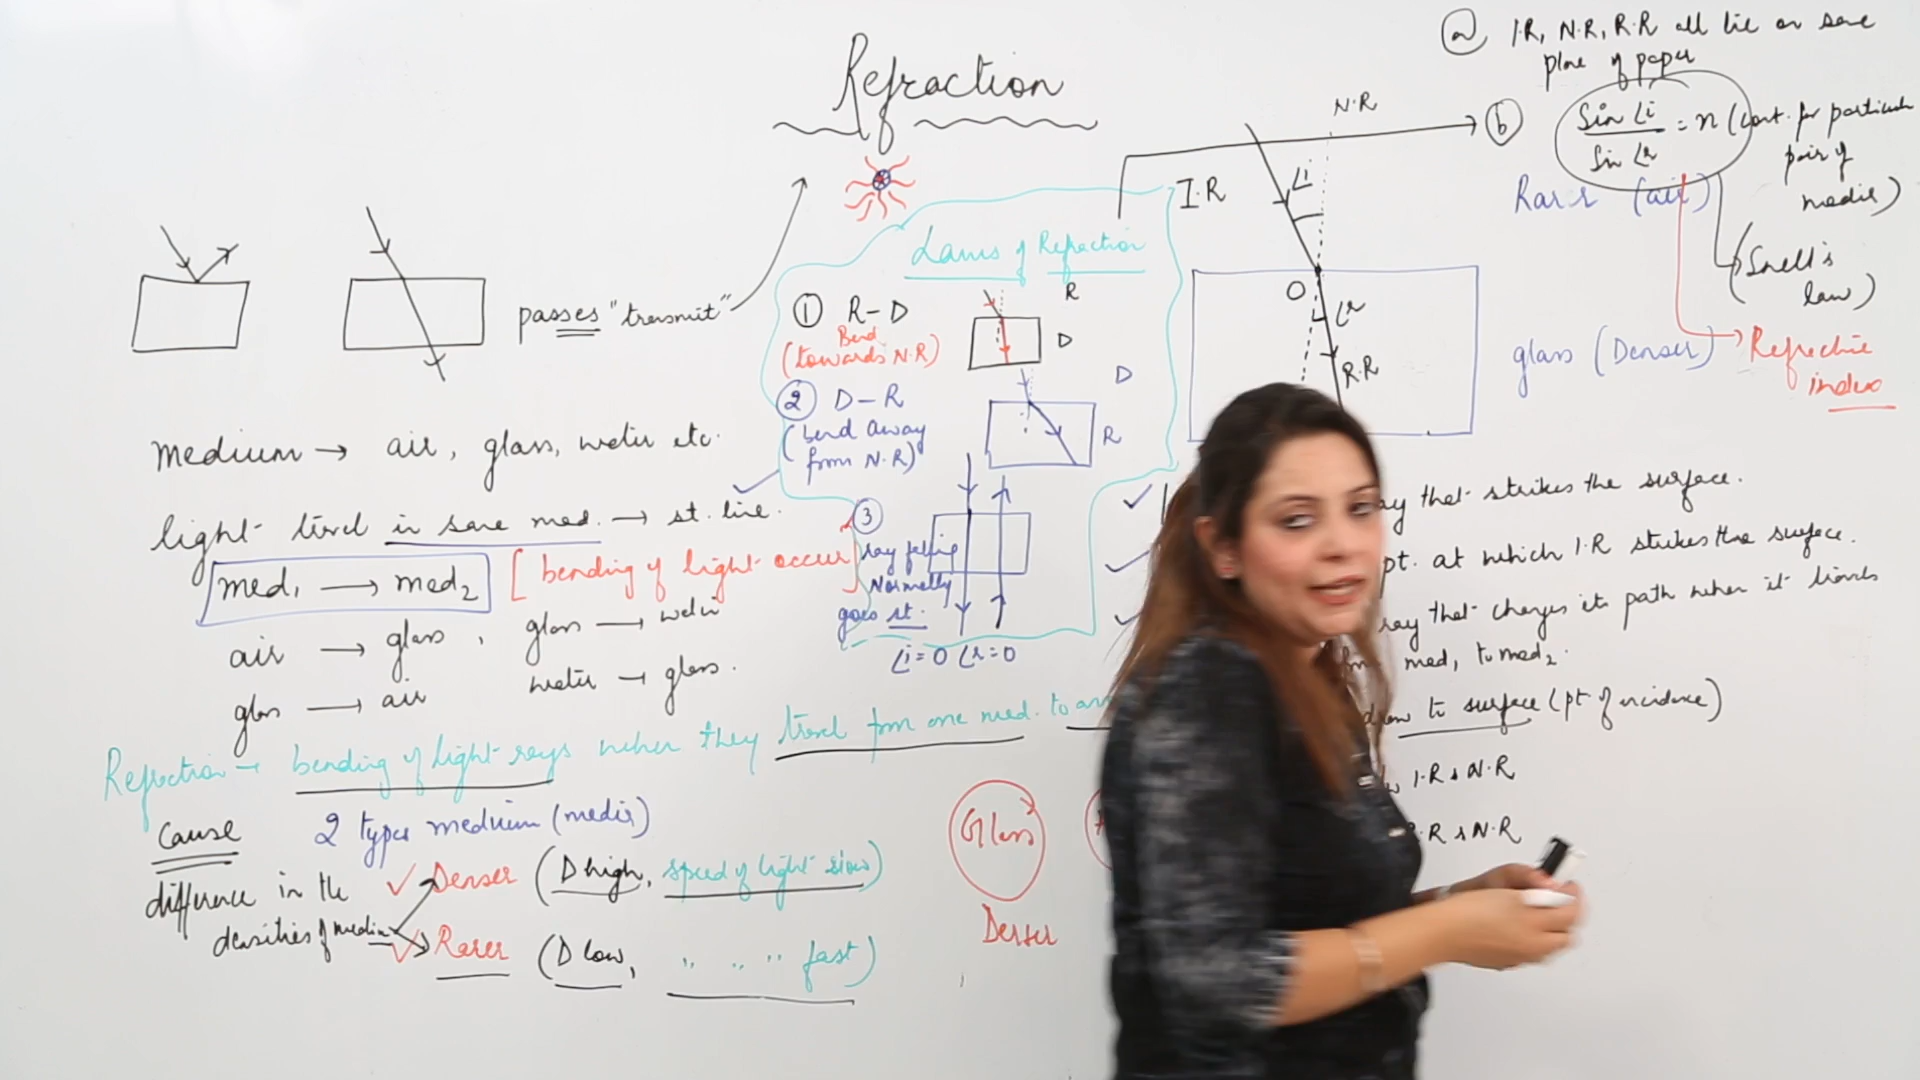 Refraction
passes "transmit"
medium → air, glass, water etc.
light travel in same med. → st. line.
med₁ → med₂ [bending of light occur]
air → glass, glass → water
glass → air water → glass.
Refraction → bending of light rays when they travel from one med. to
Cause 2 types medium (media)
difference in the
densities of media
Denser (D high, speed of light slow)
Rarer (D low, " " " fast)
Laws of Refraction
① R-D
Bend
(towards N.R)
R
D
② D-R
(bend away
from N.R)
D
R
③
ray falling
Normally
goes st.
∠i = 0 ∠r = 0
Glass
Denser
ⓐ I.R, N.R, R.R all lie on same
plane of paper
ⓑ Sin ∠i
Sin ∠r
= n (const. for particular
pair of
media)
(Snell's
law)
Refractive
index
N.R
I.R
∠i
O
∠r
R.R
Rarer (air)
glass (Denser)
ray that strikes the surface.
pt. at which I.R strikes the surface.
ray that changes its path when it travels
from med₁ to med₂.
drawn to surface (pt. of incidence)
I.R & N.R
R.R & N.R